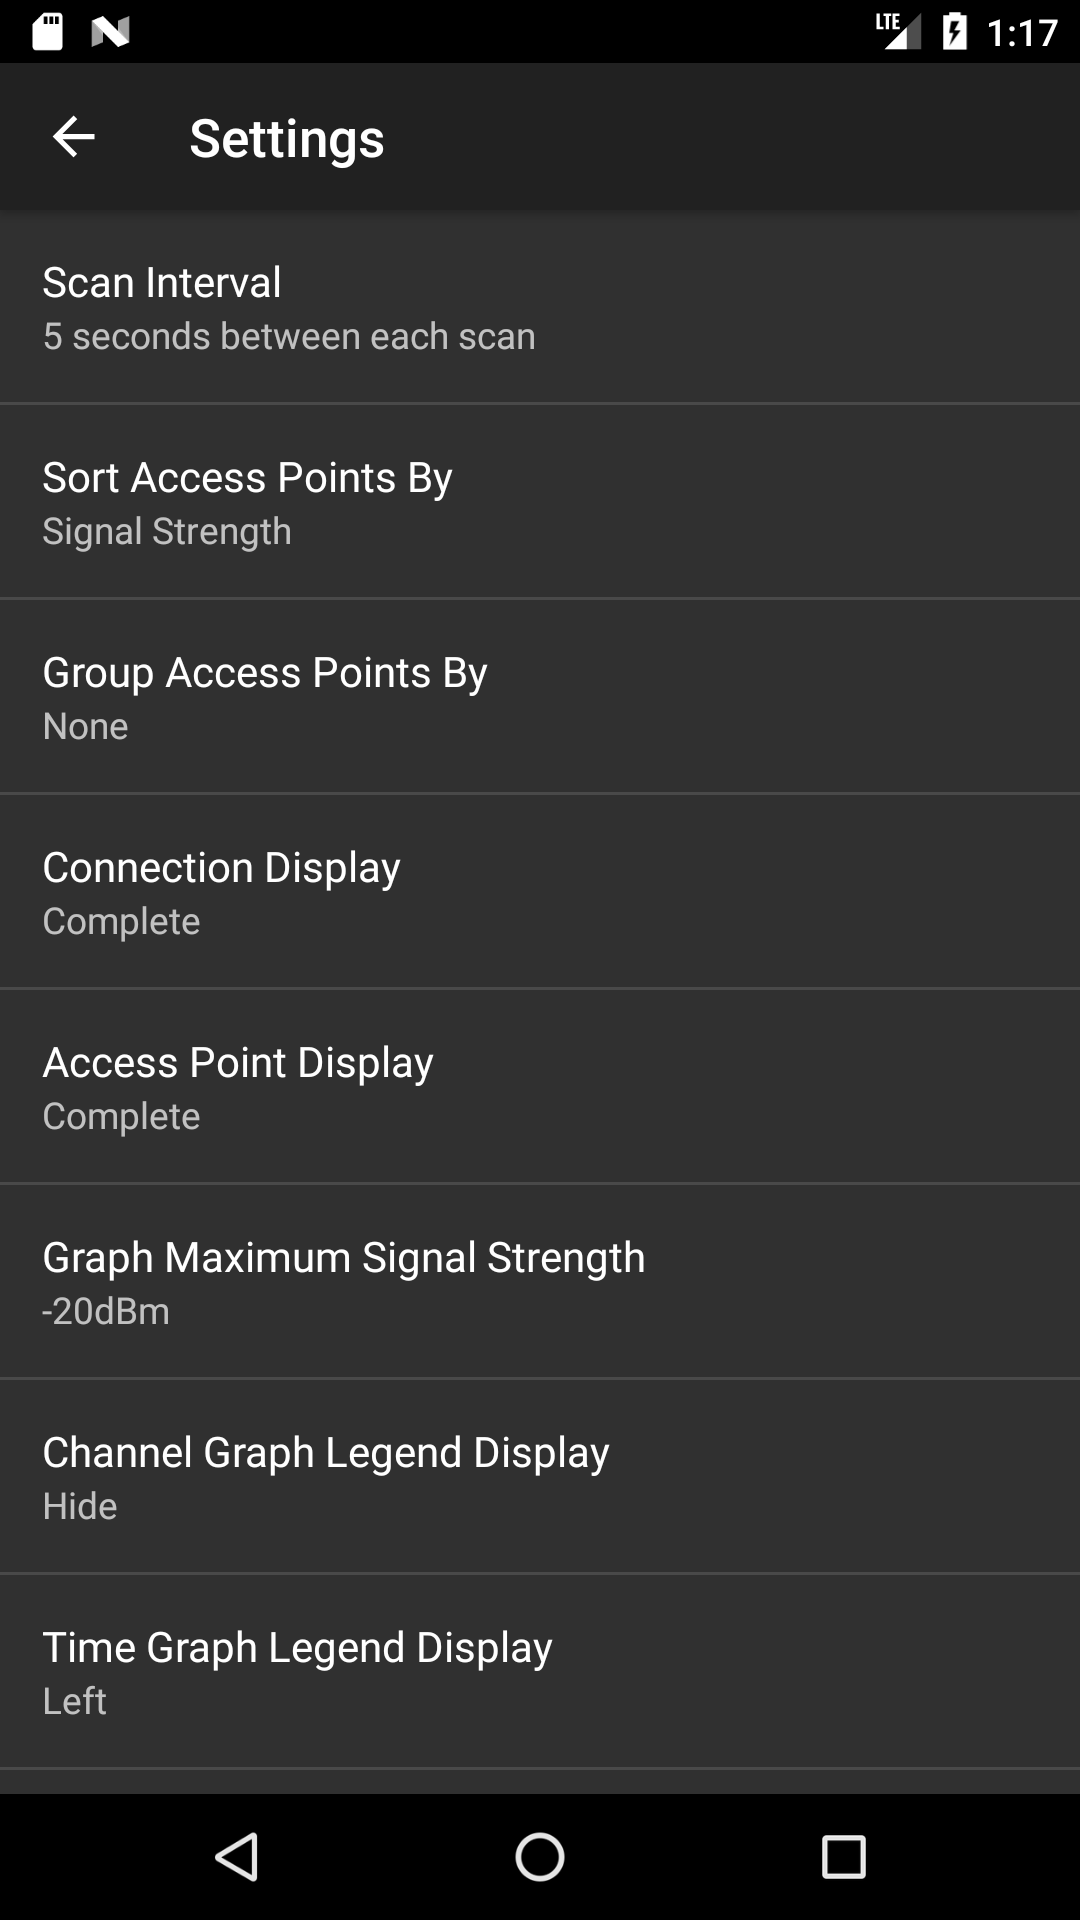 LTE 1:17
Settings
Scan Interval
5 seconds between each scan
Sort Access Points By
Signal Strength
Group Access Points By
None
Connection Display
Complete
Access Point Display
Complete
Graph Maximum Signal Strength
-20dBm
Channel Graph Legend Display
Hide
Time Graph Legend Display
Left